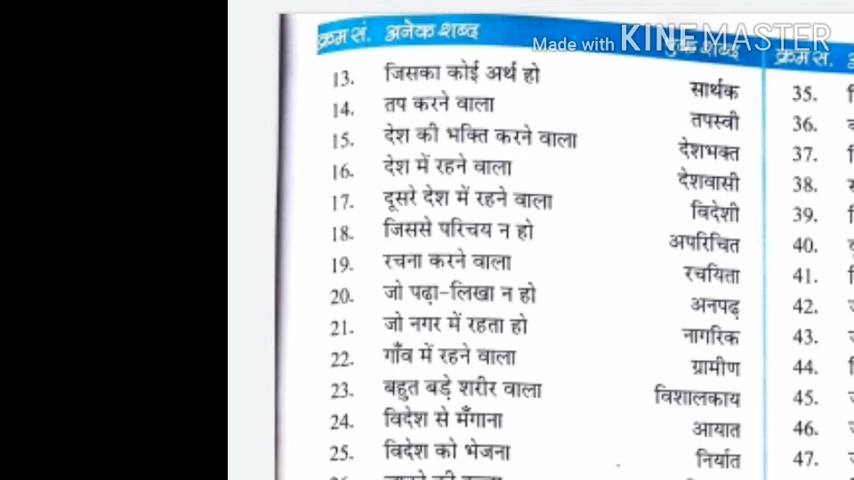 क्रम सं. अनेक शब्द एक शब्द क्रम सं.
Made with KINEMASTER
13. जिसका कोई अर्थ हो सार्थक 35.
14. तप करने वाला तपस्वी 36.
15. देश की भक्ति करने वाला देशभक्त 37.
16. देश में रहने वाला देशवासी 38.
17. दूसरे देश में रहने वाला विदेशी 39.
18. जिससे परिचय न हो अपरिचित 40.
19. रचना करने वाला रचयिता 41.
20. जो पढ़ा-लिखा न हो अनपढ़ 42.
21. जो नगर में रहता हो नागरिक 43.
22. गाँव में रहने वाला ग्रामीण 44.
23. बहुत बड़े शरीर वाला विशालकाय 45.
24. विदेश से मँगाना आयात 46.
25. विदेश को भेजना निर्यात 47.